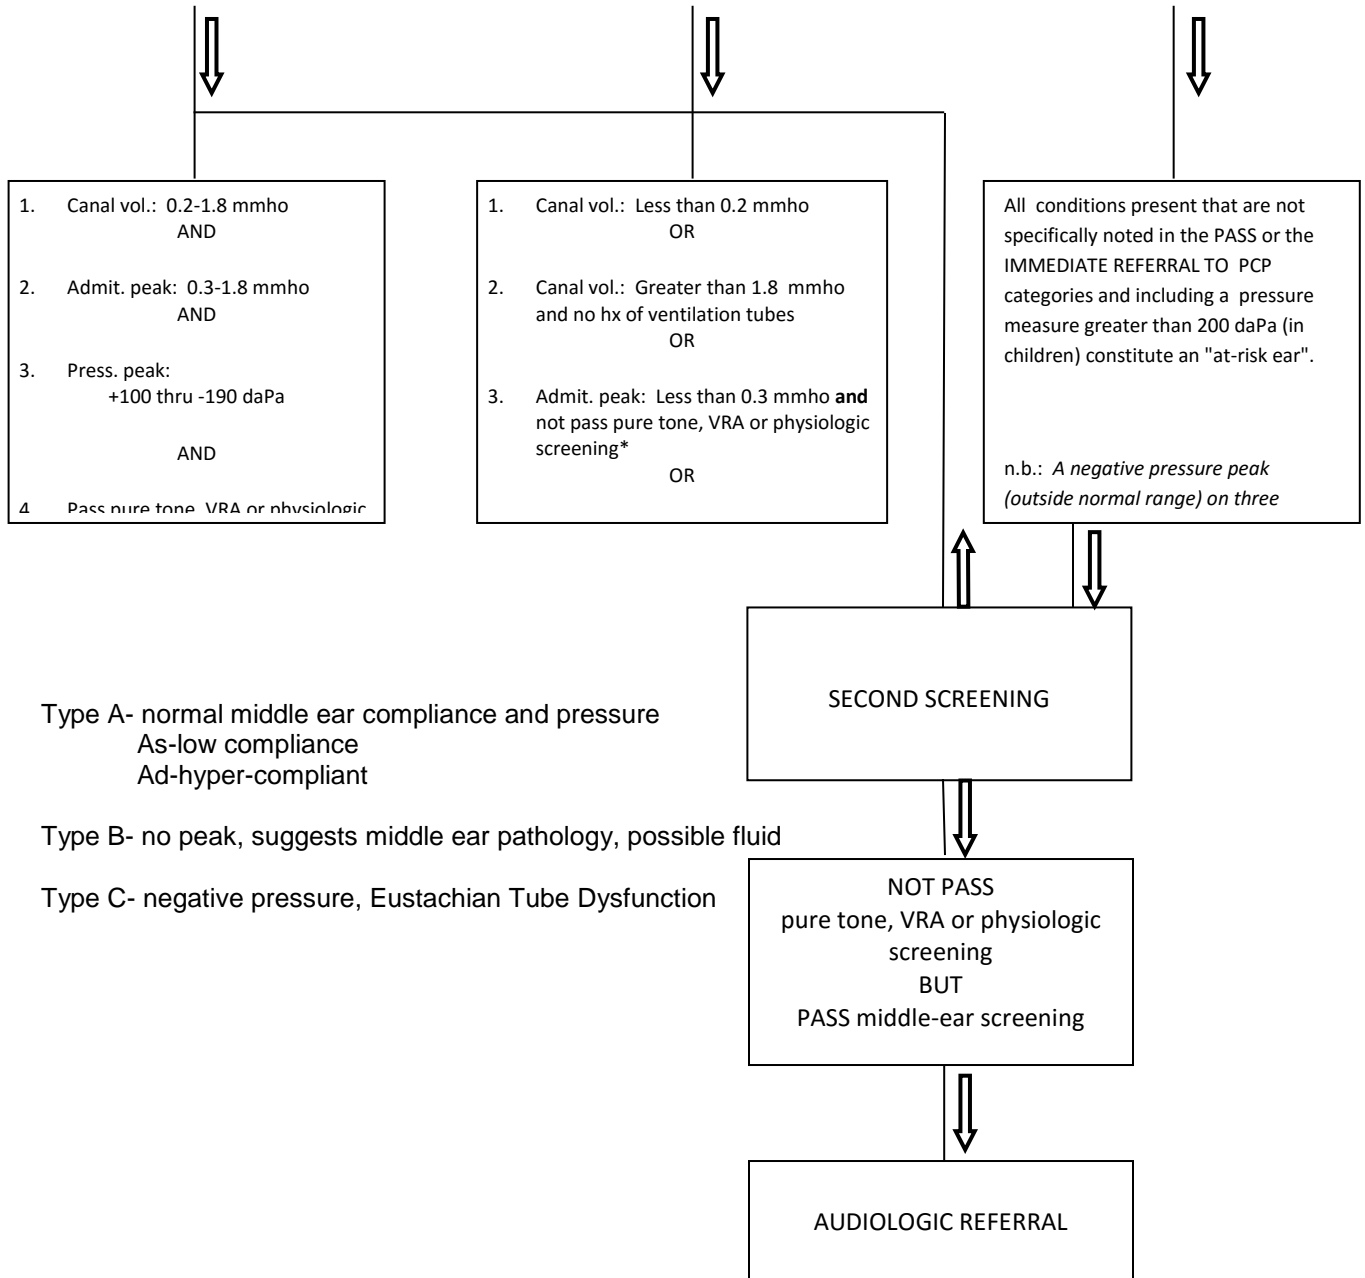 1. Canal vol.: 0.2-1.8 mmho
AND
2. Admit. peak: 0.3-1.8 mmho
AND
3. Press. peak:
+100 thru -190 daPa
AND
4 Pass pure tone, VRA or physiologic
1. Canal vol.: Less than 0.2 mmho
OR
2. Canal vol.: Greater than 1.8 mmho
and no hx of ventilation tubes
OR
3. Admit. peak: Less than 0.3 mmho and
not pass pure tone, VRA or physiologic
screening*
OR
All conditions present that are not
specifically noted in the PASS or the
IMMEDIATE REFERRAL TO PCP
categories and including a pressure
measure greater than 200 daPa (in
children) constitute an "at-risk ear".
n.b.: A negative pressure peak
(outside normal range) on three
SECOND SCREENING
Type A- normal middle ear compliance and pressure
As-low compliance
Ad-hyper-compliant
Type B- no peak, suggests middle ear pathology, possible fluid
Type C- negative pressure, Eustachian Tube Dysfunction
NOT PASS
pure tone, VRA or physiologic
screening
BUT
PASS middle-ear screening
AUDIOLOGIC REFERRAL